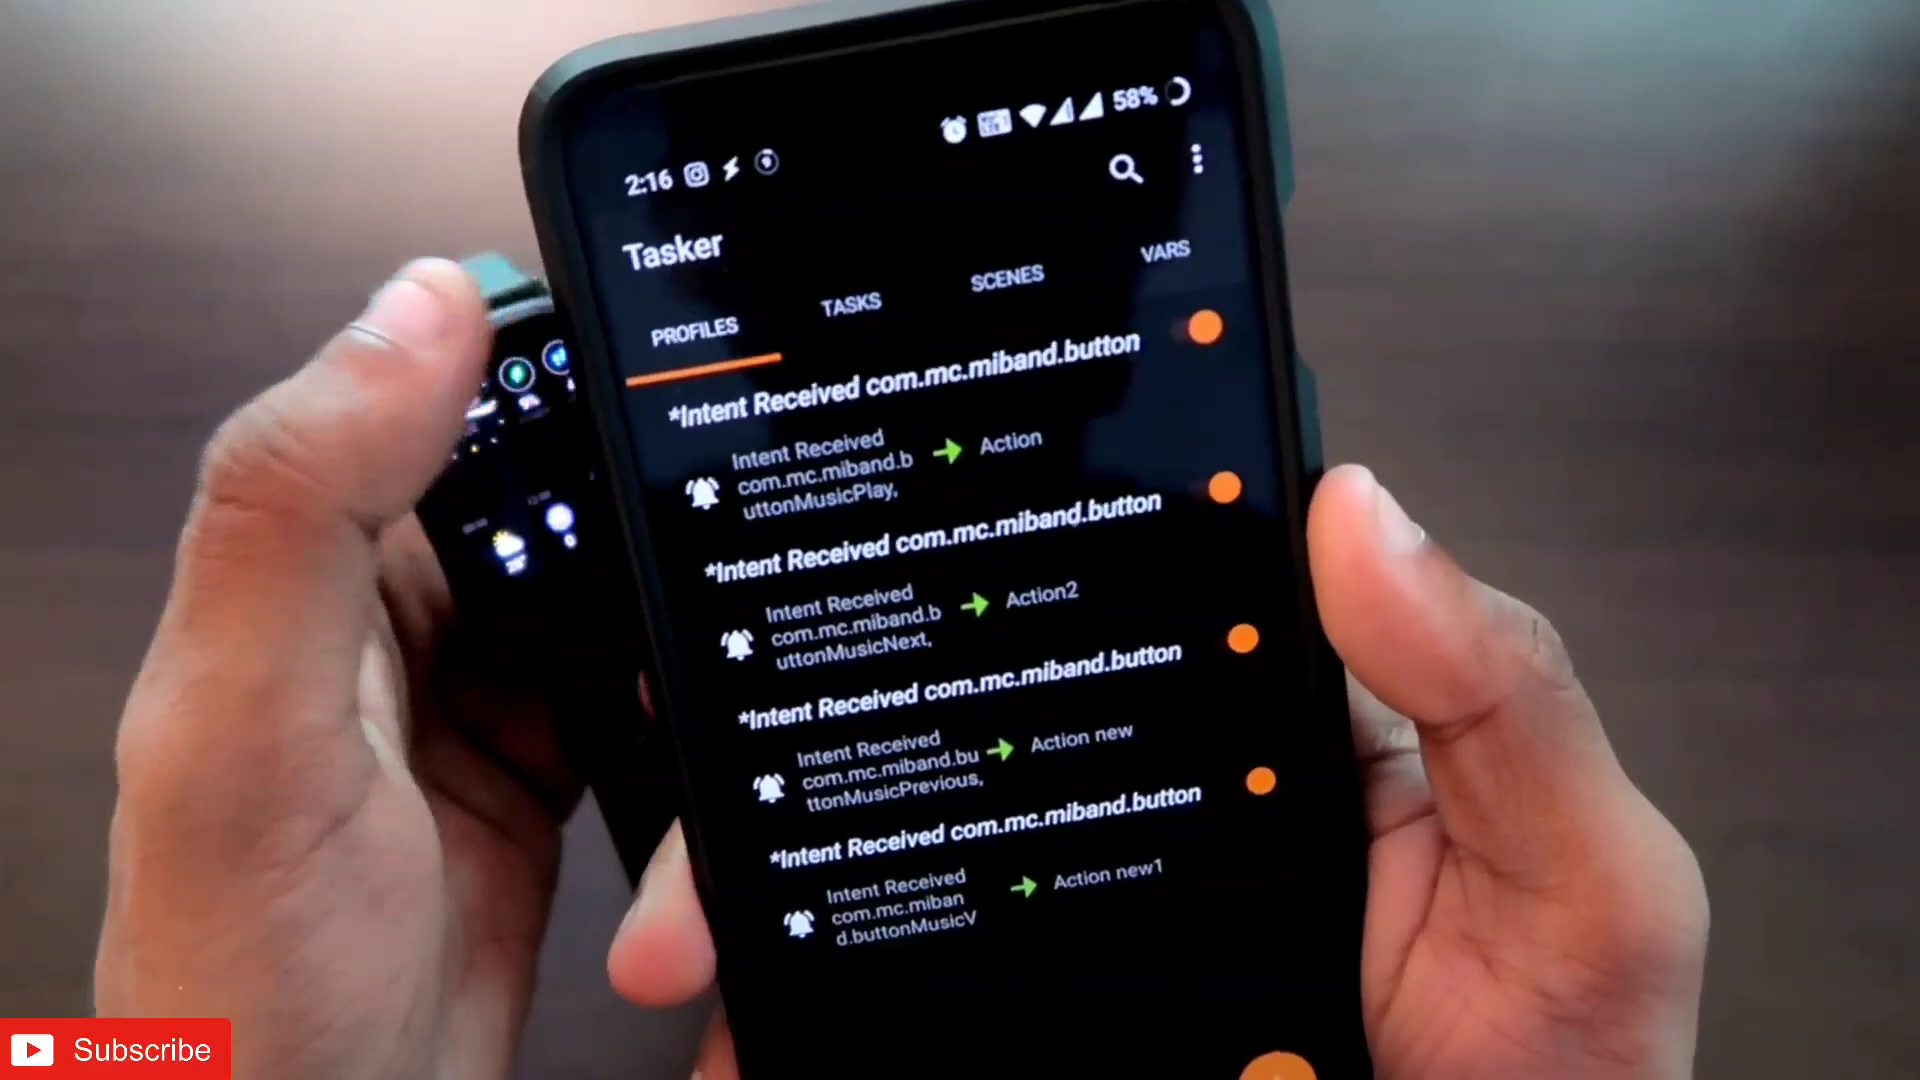 2:16
58%
Tasker
PROFILES
TASKS
SCENES
VARS
*Intent Received com.mc.miband.button
Intent Received
com.mc.miband.b
uttonMusicPlay,
Action
*Intent Received com.mc.miband.button
Intent Received
com.mc.miband.b
uttonMusicNext,
Action2
*Intent Received com.mc.miband.button
Intent Received
com.mc.miband.bu
ttonMusicPrevious,
Action new
*Intent Received com.mc.miband.button
Intent Received
com.mc.miban
d.buttonMusicV
Action new1
Subscribe